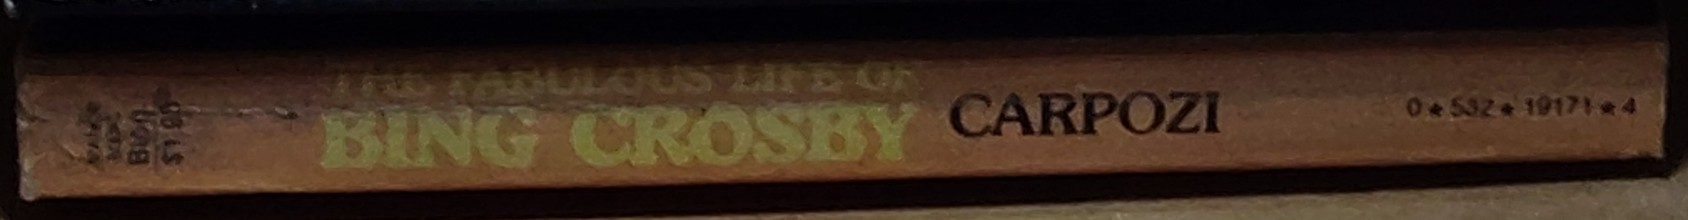 THE FABULOUS LIFE OF
BING CROSBY
CARPOZI
0★532★19171★4